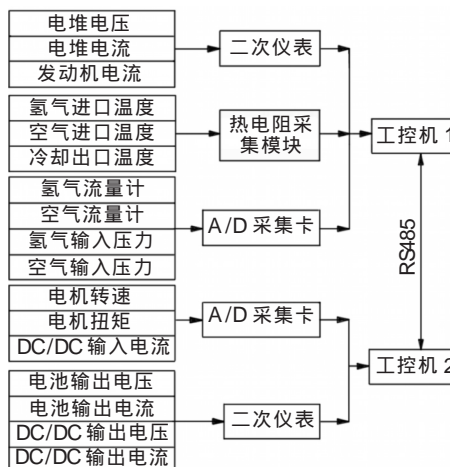 电堆电压
电堆电流
发动机电流
二次仪表
氢气进口温度
空气进口温度
冷却出口温度
热电阻采
集模块
工控机 1
氢气流量计
空气流量计
氢气输入压力
空气输入压力
A/D 采集卡
RS485
电机转速
电机扭矩
DC/DC 输入电流
A/D 采集卡
工控机 2
电池输出电压
电池输出电流
DC/DC 输出电压
DC/DC 输出电流
二次仪表